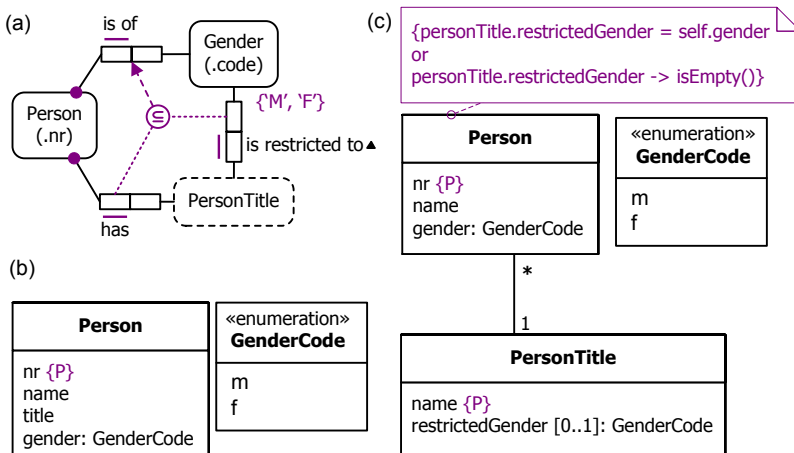 (a)
is of
Gender
(.code)
{'M', 'F'}
Person
(.nr)
⊆
is restricted to▲
PersonTitle
has
(b)
Person
nr {P}
name
title
gender: GenderCode
«enumeration»
GenderCode
m
f
(c)
{personTitle.restrictedGender = self.gender
or
personTitle.restrictedGender -> isEmpty()}
Person
nr {P}
name
gender: GenderCode
«enumeration»
GenderCode
m
f
*
1
PersonTitle
name {P}
restrictedGender [0..1]: GenderCode